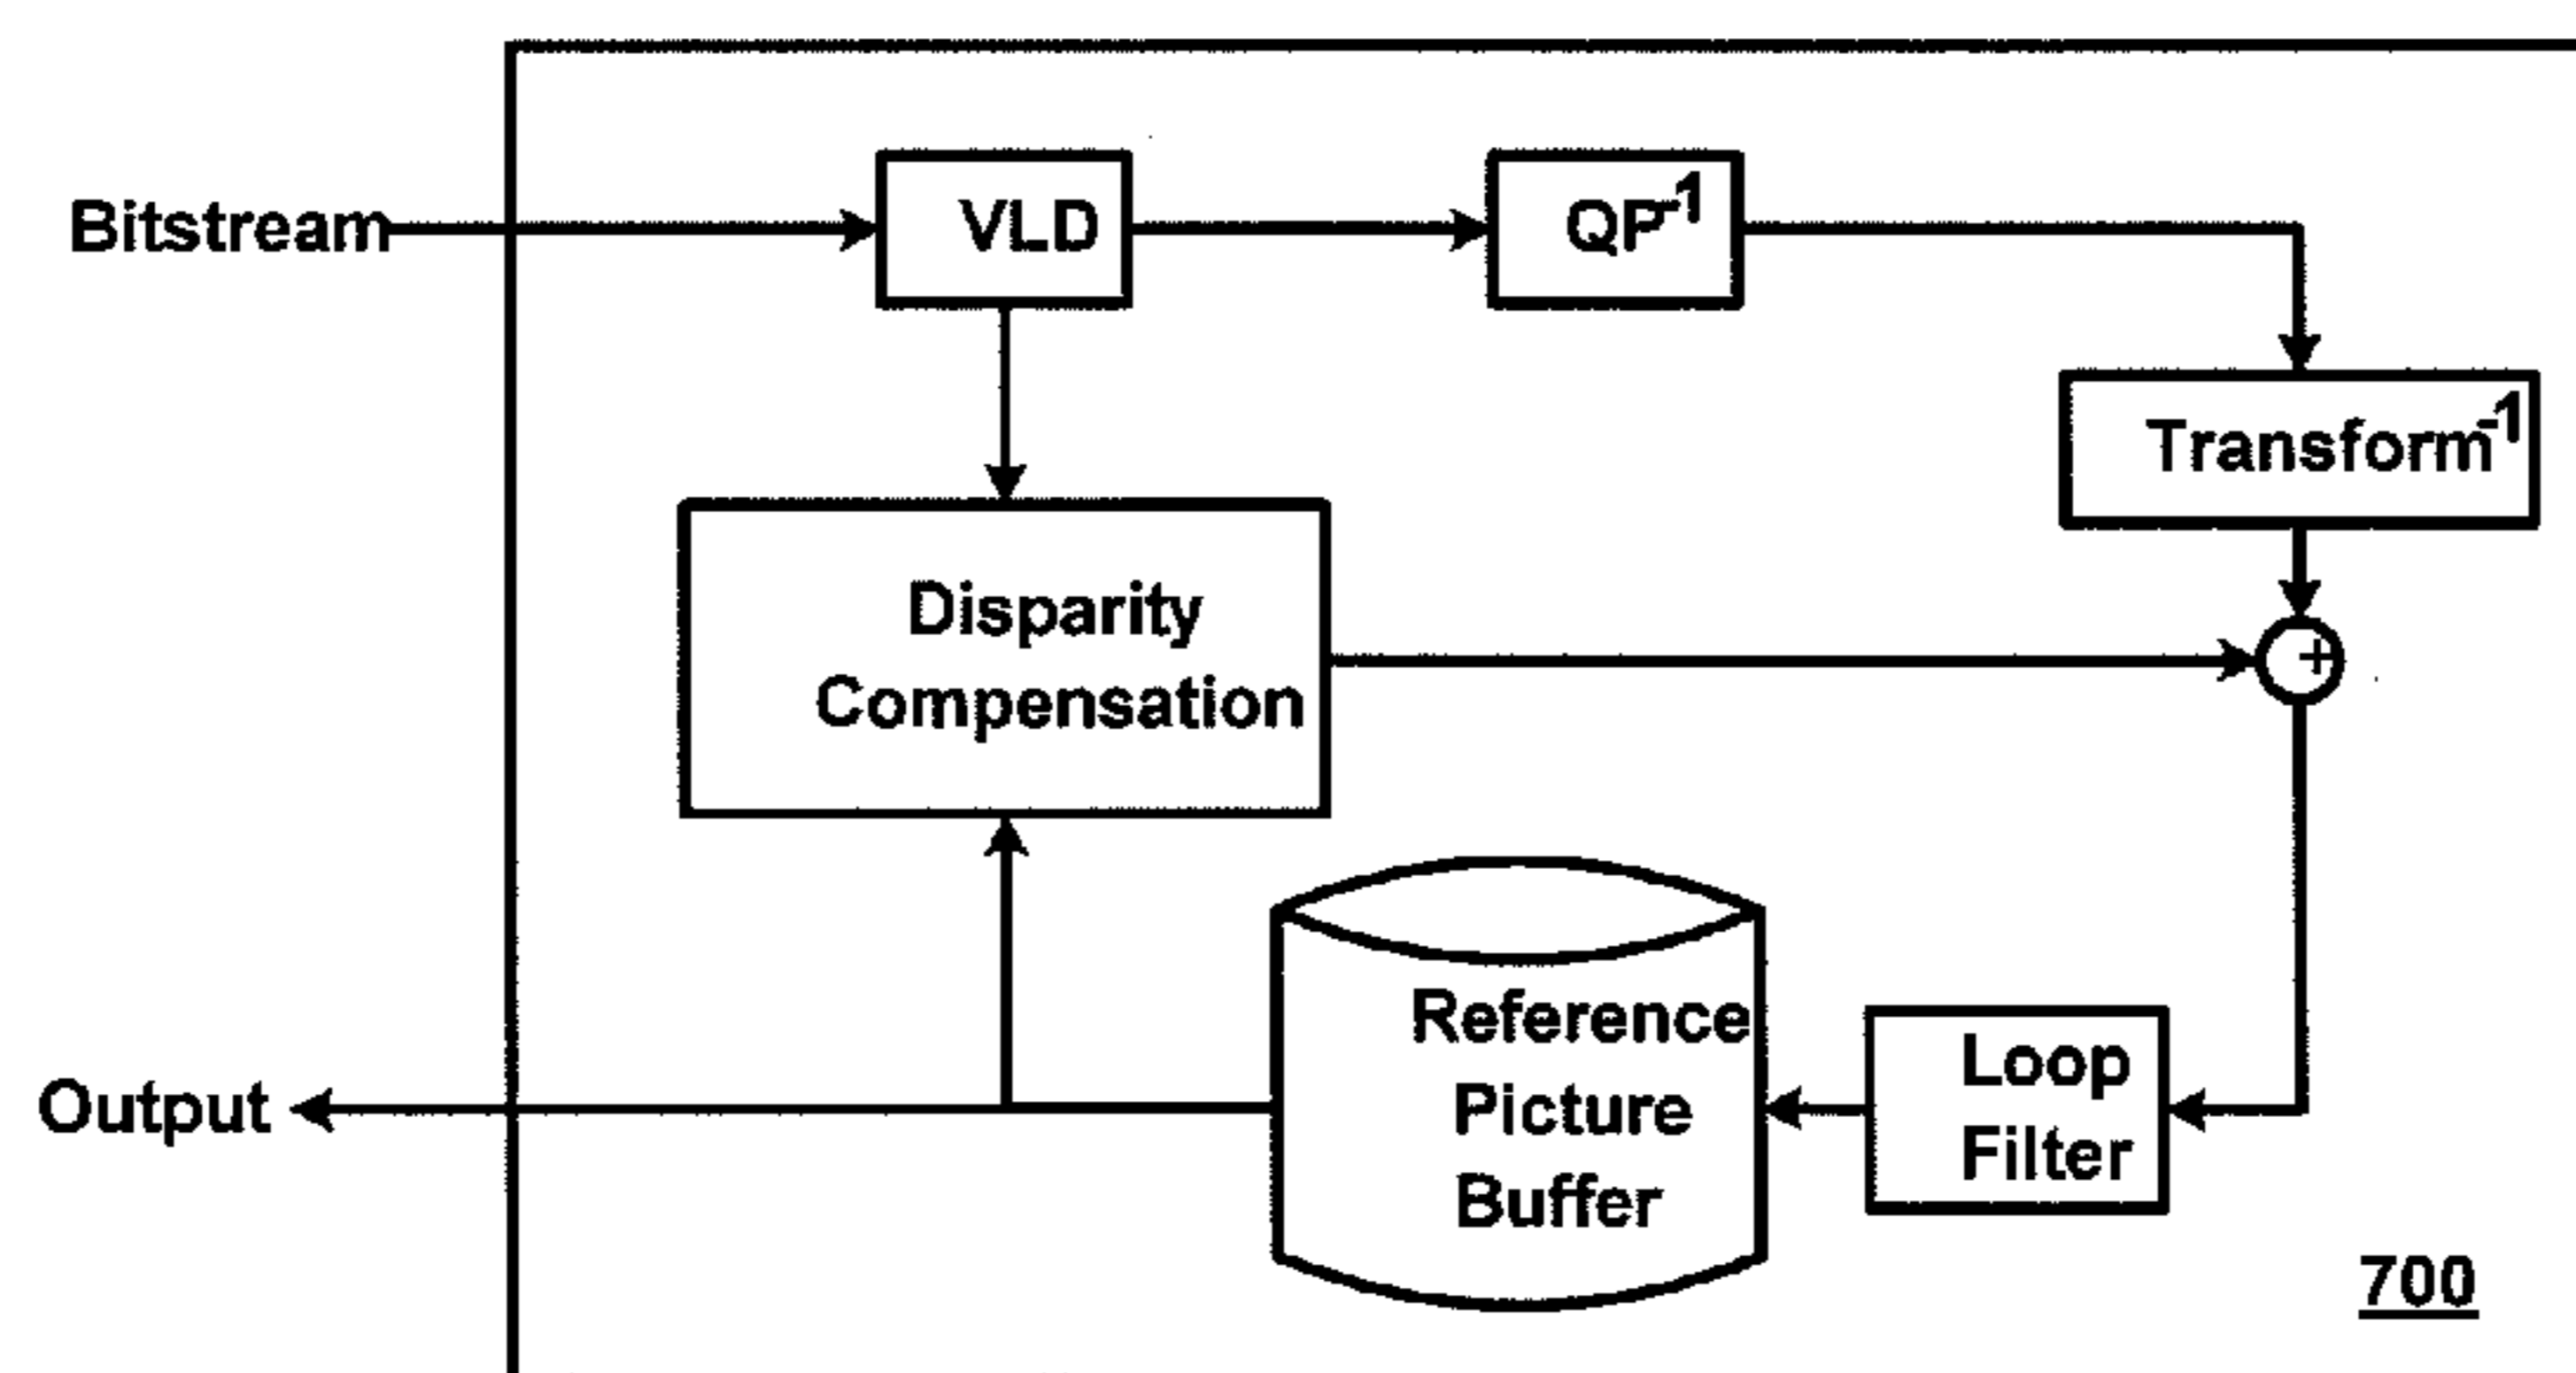 Bitstream
VLD
QP-1
Transform-1
Disparity
Compensation
+
Reference
Picture
Buffer
Loop
Filter
Output
700